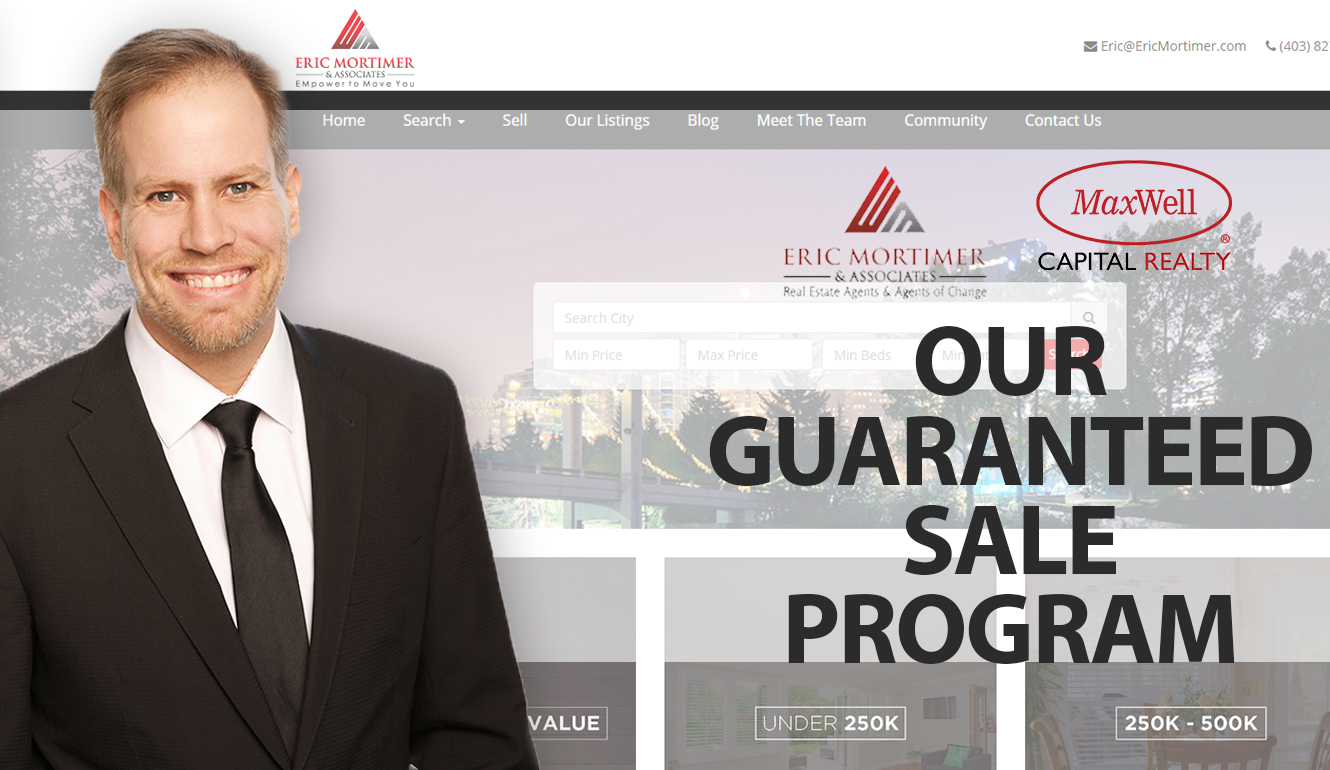 ERIC MORTIMER
& ASSOCIATES
EMpower to Move You
Eric@EricMortimer.com
(403) 82
Home Search Sell Our Listings Blog Meet The Team Community Contact Us
ERIC MORTIMER
& ASSOCIATES
Real Estate Agents & Agents of Change
MaxWell
®
CAPITAL REALTY
Search City
Min Price Max Price Min Beds
OUR
GUARANTEED
SALE
PROGRAM
VALUE
UNDER 250K
250K - 500K